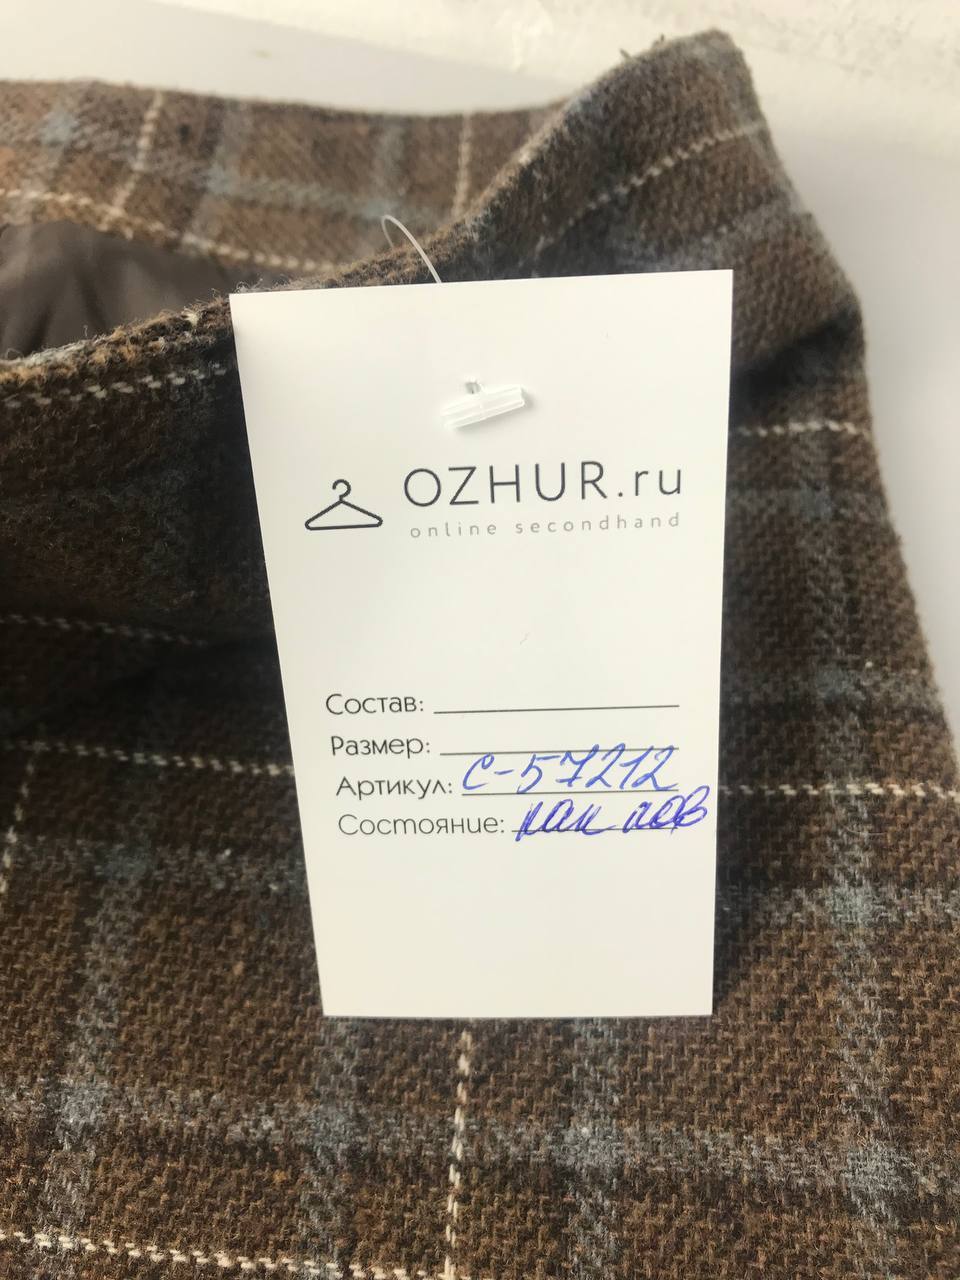 OZHUR.ru
online secondhand
Состав:
Размер:
Артикул: С-57212
Состояние: как нов